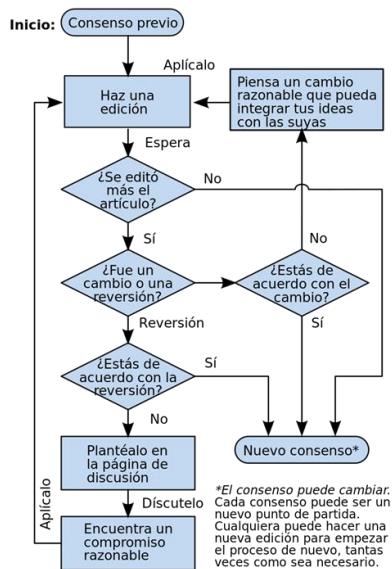 Inicio:
Consenso previo
Aplícalo
Haz una
edición
Piensa un cambio
razonable que pueda
integrar tus ideas
con las suyas
Espera
¿Se editó
más el
artículo?
No
Sí
No
¿Fue un
cambio o una
reversión?
¿Estás de
acuerdo con el
cambio?
Reversión
Sí
¿Estás de
acuerdo con la
reversión?
Sí
No
Plantéalo en
la página de
discusión
Nuevo consenso*
Díscutelo
Aplícalo
Encuentra un
compromiso
razonable
*El consenso puede cambiar.
Cada consenso puede ser un
nuevo punto de partida.
Cualquiera puede hacer una
nueva edición para empezar
el proceso de nuevo, tantas
veces como sea necesario.